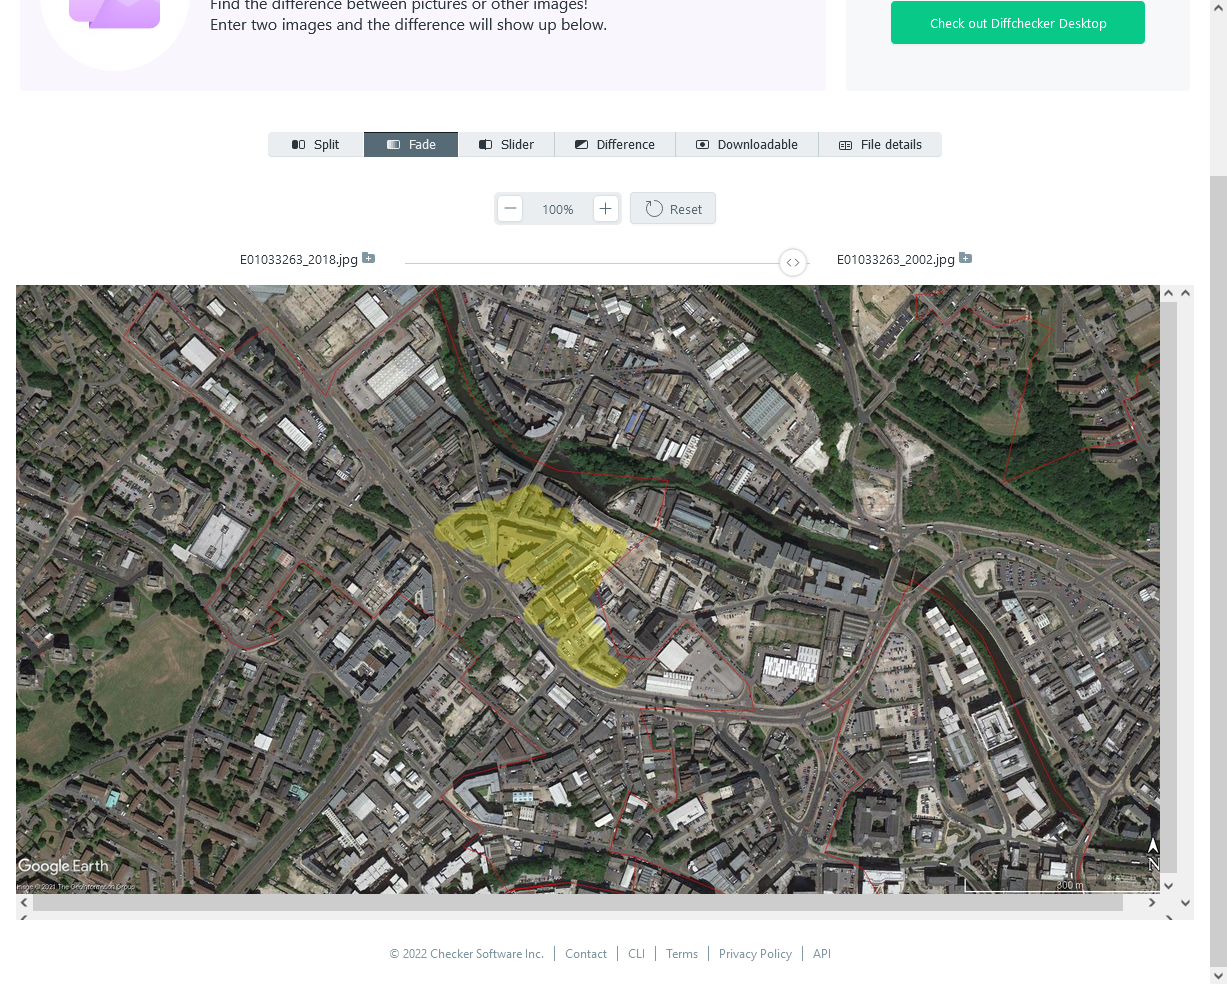 Find the difference between pictures or other images!
Enter two images and the difference will show up below.
Check out Diffchecker Desktop
Split
Fade
Slider
Difference
Downloadable
File details
100%
Reset
E01033263_2018.jpg
E01033263_2002.jpg
Google Earth
Image © 2021 The GeoInformation Group
N
300 m
© 2022 Checker Software Inc.
Contact
CLI
Terms
Privacy Policy
API